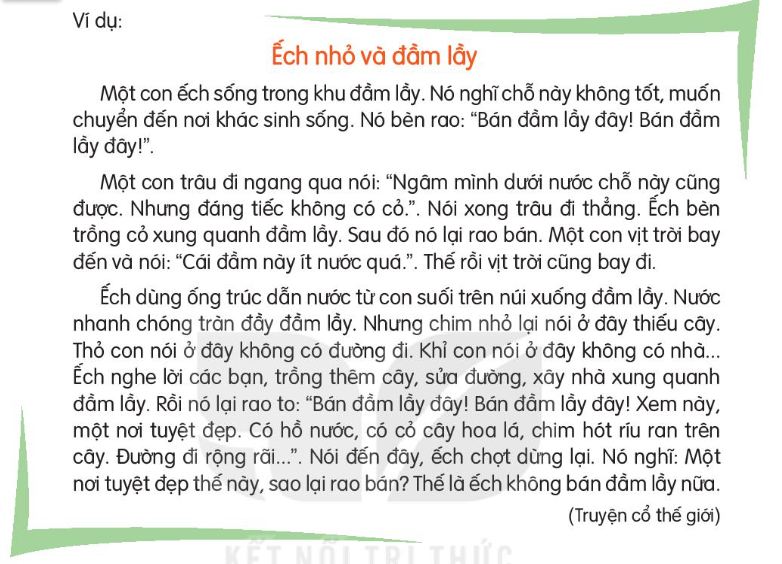 Ví dụ:
Ếch nhỏ và đầm lầy
Một con ếch sống trong khu đầm lầy. Nó nghĩ chỗ này không tốt, muốn
chuyển đến nơi khác sinh sống. Nó bèn rao: “Bán đầm lầy đây! Bán đầm
lầy đây!”.
Một con trâu đi ngang qua nói: “Ngâm mình dưới nước chỗ này cũng
được. Nhưng đáng tiếc không có cỏ.”. Nói xong trâu đi thẳng. Ếch bèn
trồng cỏ xung quanh đầm lầy. Sau đó nó lại rao bán. Một con vịt trời bay
đến và nói: “Cái đầm này ít nước quá.”. Thế rồi vịt trời cũng bay đi.
Ếch dùng ống trúc dẫn nước từ con suối trên núi xuống đầm lầy. Nước
nhanh chóng tràn đầy đầm lầy. Nhưng chim nhỏ lại nói ở đây thiếu cây.
Thỏ con nói ở đây không có đường đi. Khỉ con nói ở đây không có nhà...
Ếch nghe lời các bạn, trồng thêm cây, sửa đường, xây nhà xung quanh
đầm lầy. Rồi nó lại rao to: “Bán đầm lầy đây! Bán đầm lầy đây! Xem này,
một nơi tuyệt đẹp. Có hồ nước, có cỏ cây hoa lá, chim hót ríu ran trên
cây. Đường đi rộng rãi...”. Nói đến đây, ếch chợt dừng lại. Nó nghĩ: Một
nơi tuyệt đẹp thế này, sao lại rao bán? Thế là ếch không bán đầm lầy nữa.
(Truyện cổ thế giới)
KẾT NỐI TRI THỨC